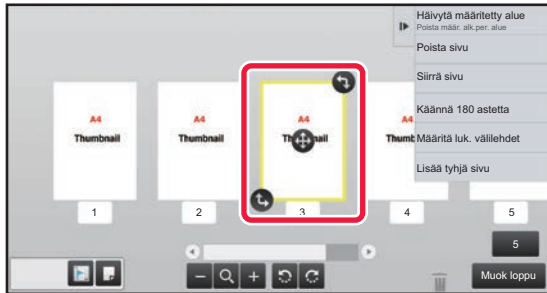 Häivytä määritetty alue
Poista määr. alk.per. alue
Poista sivu
Siirrä sivu
Käännä 180 astetta
Määritä luk. välilehdet
Lisää tyhjä sivu
A4
Thumbnail
A4
Thumbnail
A4
Thumbnail
A4
Thumb
1
2
3
4
5
5
Muok loppu